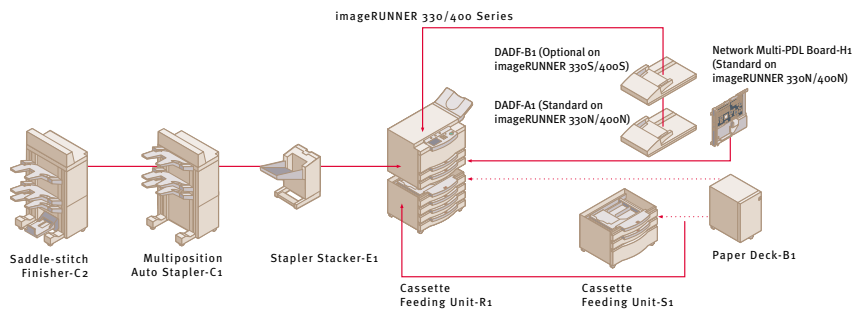 imageRUNNER 330/400 Series
DADF-B1 (Optional on
imageRUNNER 330S/400S)
Network Multi-PDL Board-H1
(Standard on
imageRUNNER 330N/400N)
DADF-A1 (Standard on
imageRUNNER 330N/400N)
Saddle-stitch
Finisher-C2
Multiposition
Auto Stapler-C1
Stapler Stacker-E1
Paper Deck-B1
Cassette
Feeding Unit-R1
Cassette
Feeding Unit-S1